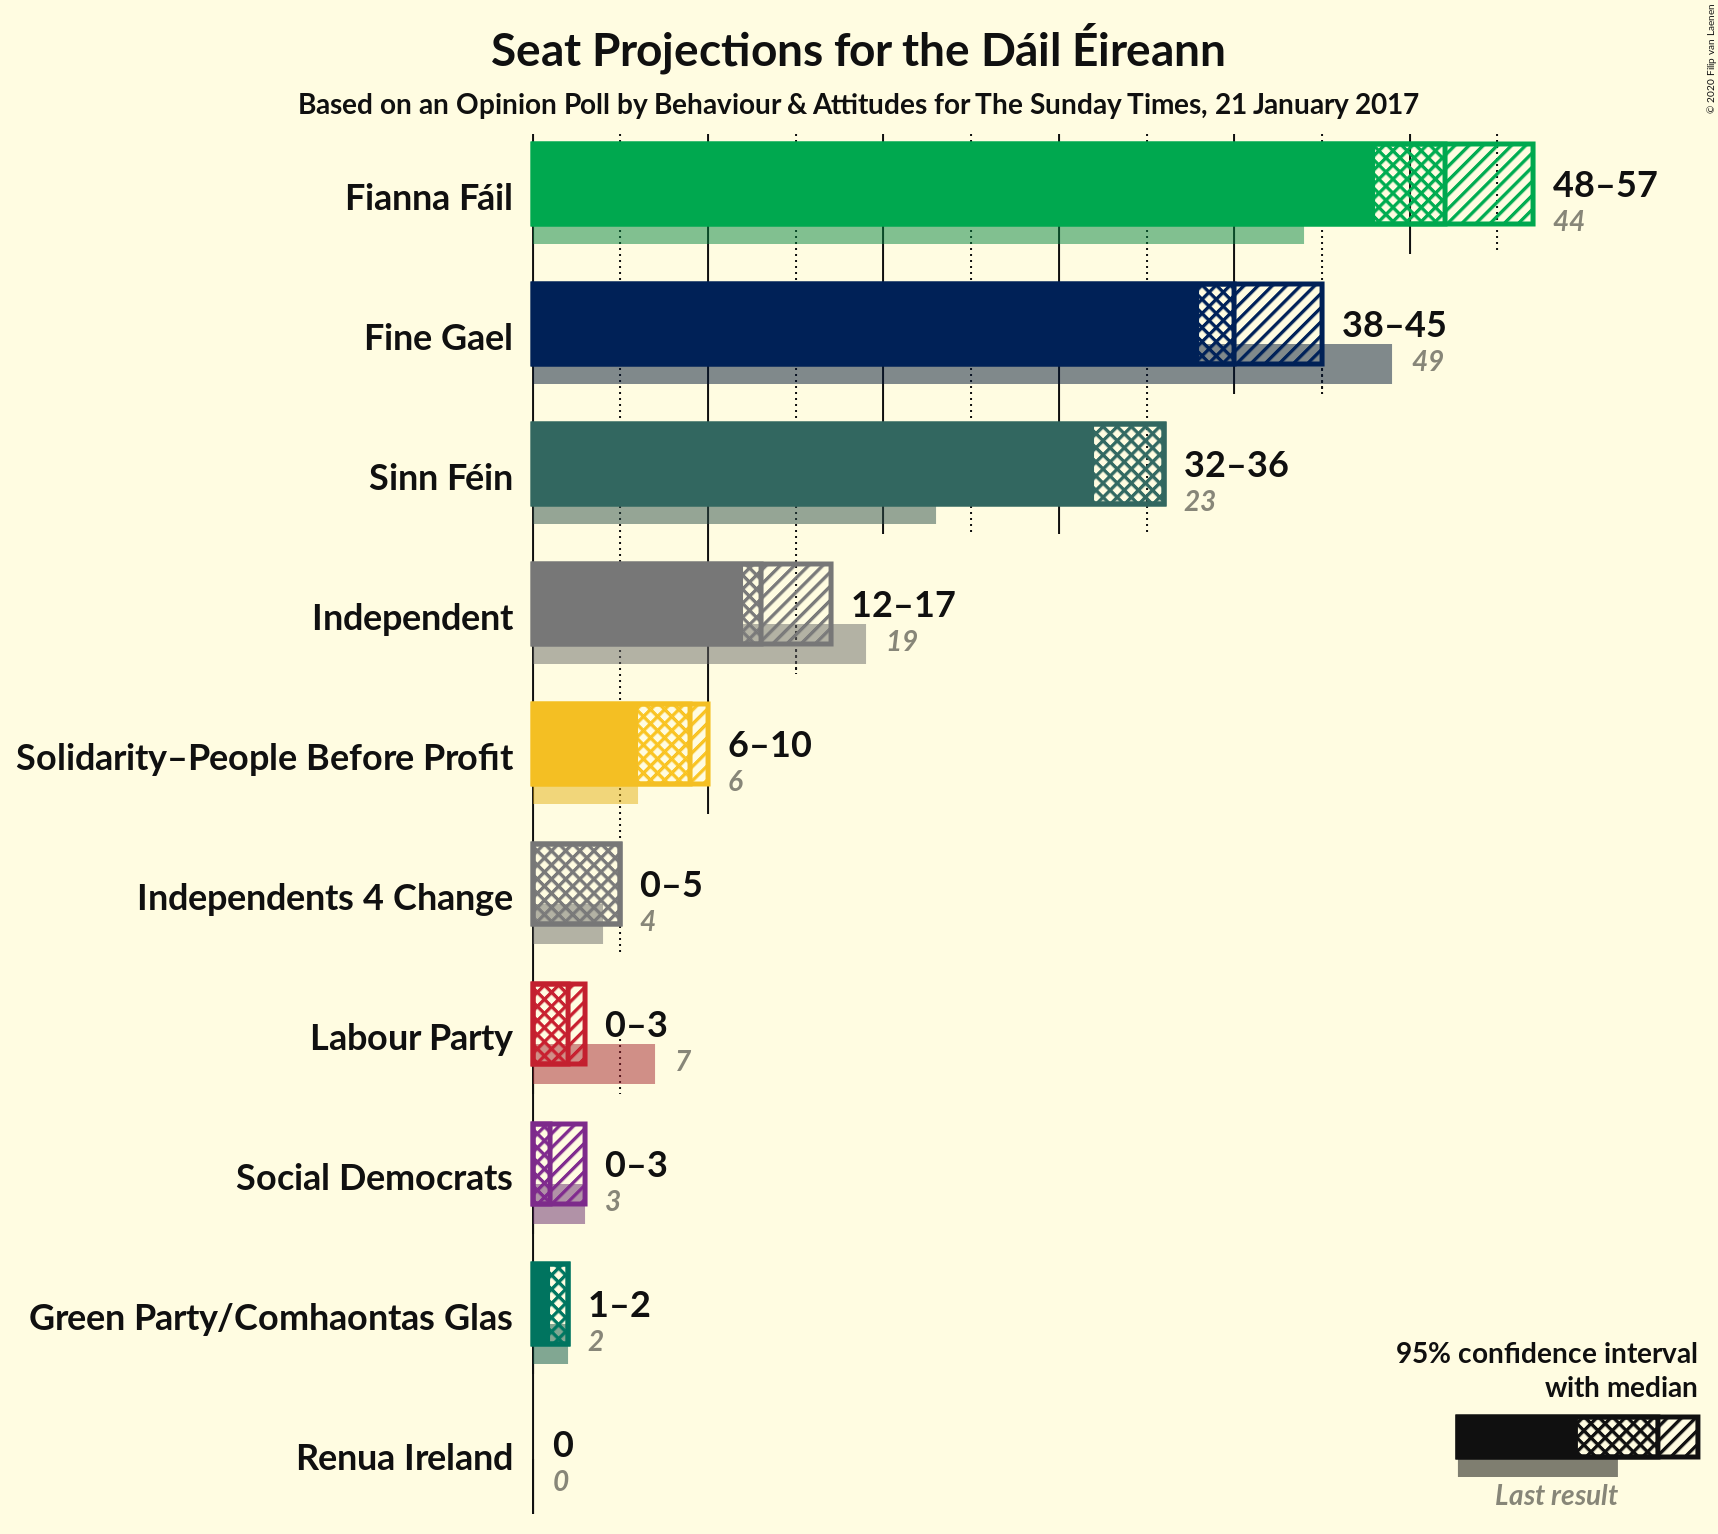 Seat Projections for the Dáil Éireann
Based on an Opinion Poll by Behaviour & Attitudes for The Sunday Times, 21 January 2017
© 2020 Filip van Laenen
Fianna Fáil
48–57
44
Fine Gael
38–45
49
Sinn Féin
32–36
23
Independent
12–17
19
Solidarity–People Before Profit
6–10
6
Independents 4 Change
0–5
4
Labour Party
0–3
7
Social Democrats
0–3
3
Green Party/Comhaontas Glas
1–2
2
Renua Ireland
0
0
95% confidence interval
with median
Last result